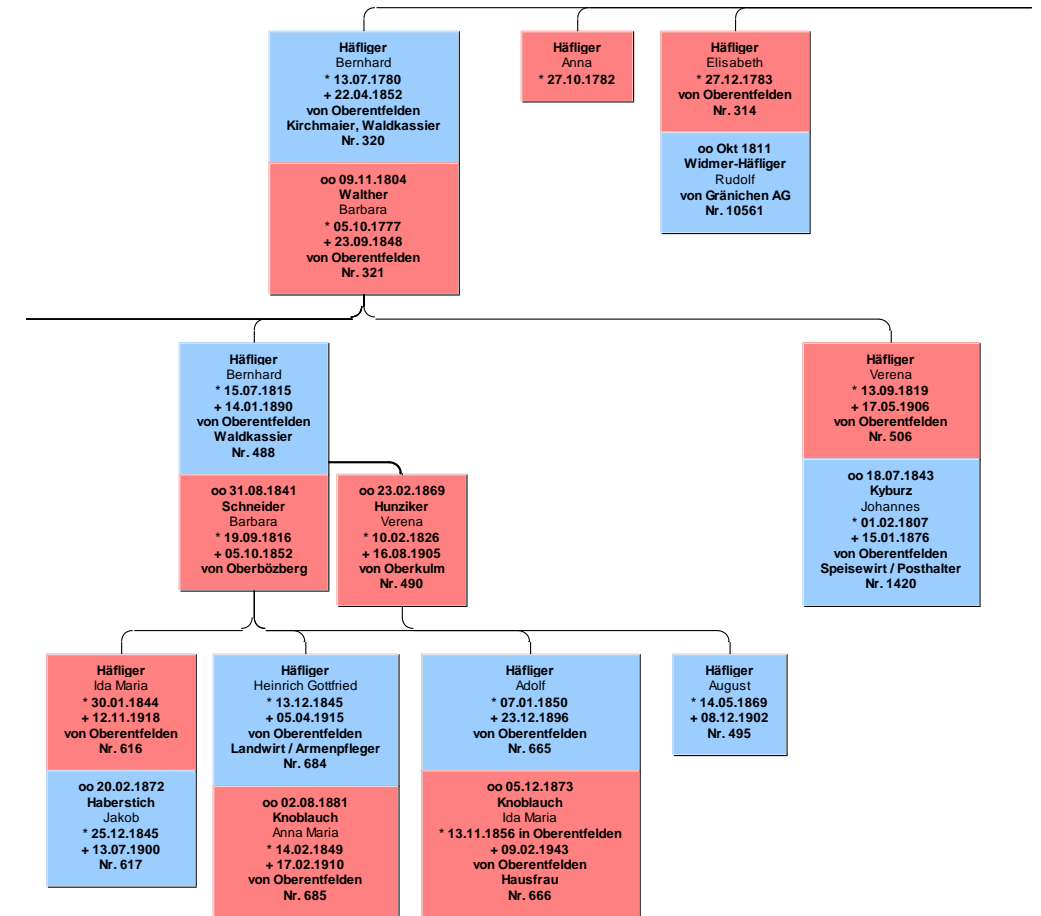 Häfliger
Bernhard
* 13.07.1780
+ 22.04.1852
von Oberentfelden
Kirchmaier, Waldkassier
Nr. 320
oo 09.11.1804
Walther
Barbara
* 05.10.1777
+ 23.09.1848
von Oberentfelden
Nr. 321
Häfliger
Anna
* 27.10.1782
Häfliger
Elisabeth
* 27.12.1783
von Oberentfelden
Nr. 314
oo Okt 1811
Widmer-Häfliger
Rudolf
von Gränichen AG
Nr. 10561
Häfliger
Bernhard
* 15.07.1815
+ 14.01.1890
von Oberentfelden
Waldkassier
Nr. 488
oo 31.08.1841
Schneider
Barbara
* 19.09.1816
+ 05.10.1852
von Oberbözberg
oo 23.02.1869
Hunziker
Verena
* 10.02.1826
+ 16.08.1905
von Oberkulm
Nr. 490
Häfliger
Verena
* 13.09.1819
+ 17.05.1906
von Oberentfelden
Nr. 506
oo 18.07.1843
Kyburz
Johannes
* 01.02.1807
+ 15.01.1876
von Oberentfelden
Speisewirt / Posthalter
Nr. 1420
Häfliger
Ida Maria
* 30.01.1844
+ 12.11.1918
von Oberentfelden
Nr. 616
oo 20.02.1872
Haberstich
Jakob
* 25.12.1845
+ 13.07.1900
Nr. 617
Häfliger
Heinrich Gottfried
* 13.12.1845
+ 05.04.1915
von Oberentfelden
Landwirt / Armenpfleger
Nr. 684
oo 02.08.1881
Knoblauch
Anna Maria
* 14.02.1849
+ 17.02.1910
von Oberentfelden
Nr. 685
Häfliger
Adolf
* 07.01.1850
+ 23.12.1896
von Oberentfelden
Nr. 665
oo 05.12.1873
Knoblauch
Ida Maria
* 13.11.1856 in Oberentfelden
+ 09.02.1943
von Oberentfelden
Hausfrau
Nr. 666
Häfliger
August
* 14.05.1869
+ 08.12.1902
Nr. 495